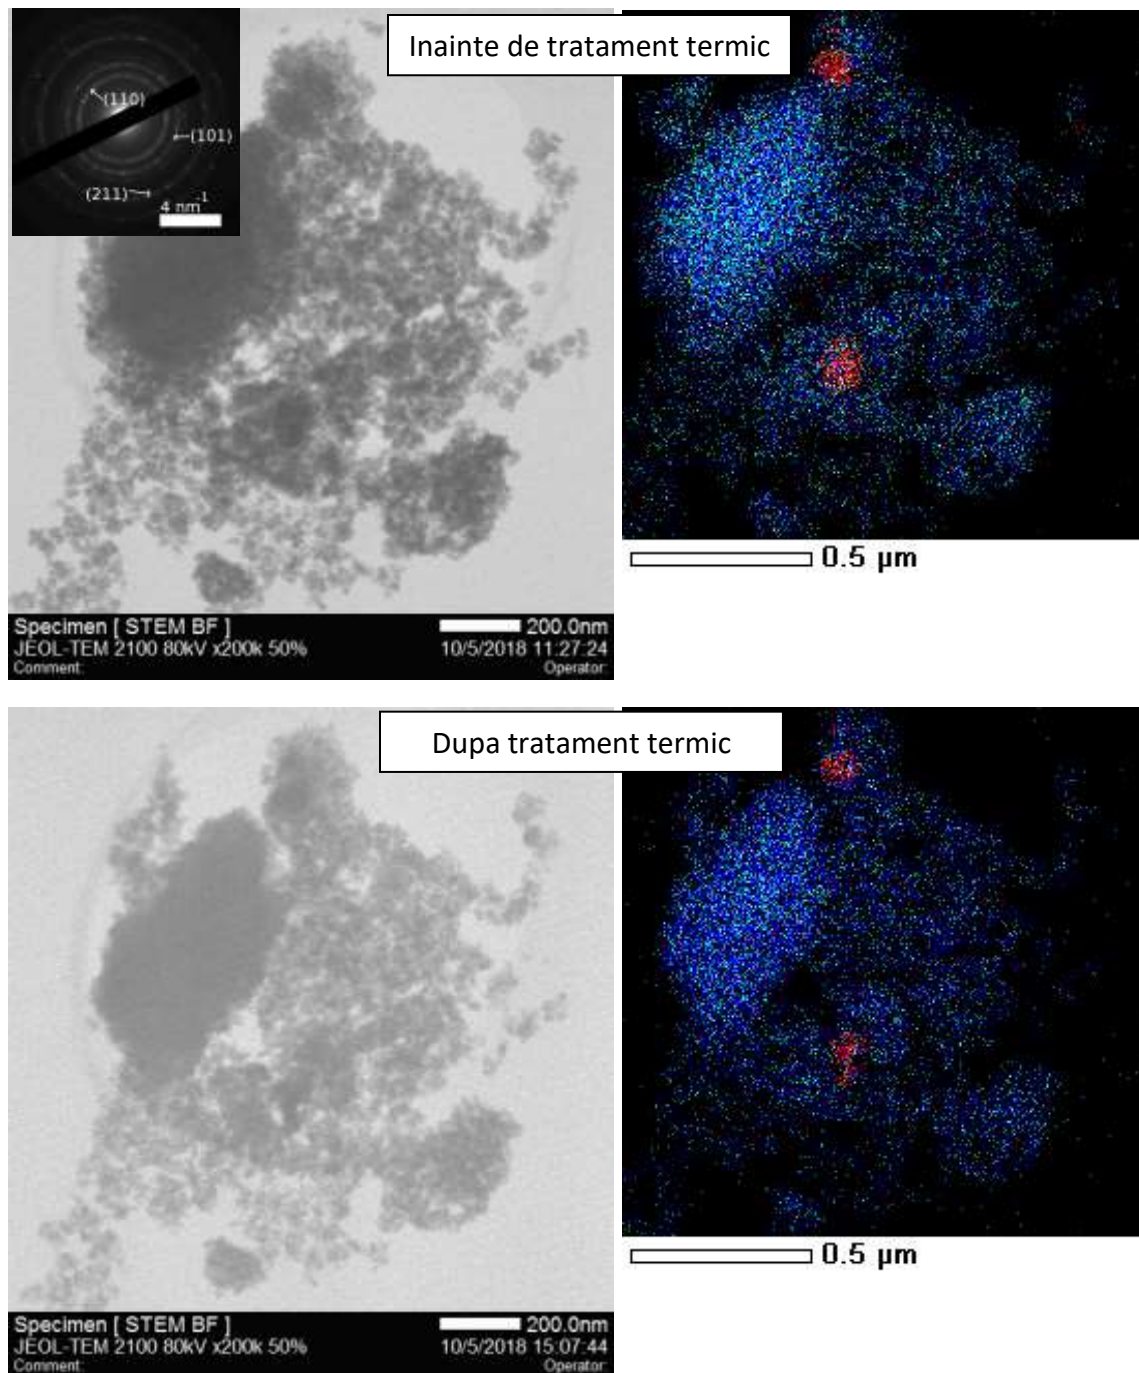 Inainte de tratament termic
(110)
(101)
(211)
4 nm-1
0.5 µm
Specimen [ STEM BF ]
200.0nm
JEOL-TEM 2100 80kV x200k 50%
10/5/2018 11:27:24
Comment:
Operator:
Dupa tratament termic
0.5 µm
Specimen [ STEM BF ]
200.0nm
JEOL-TEM 2100 80kV x200k 50%
10/5/2018 15:07:44
Comment:
Operator: